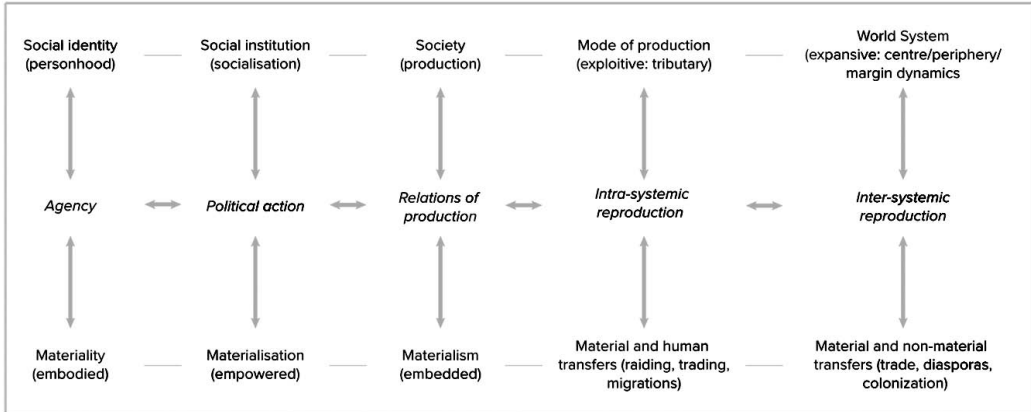 Social identity
(personhood)
Social institution
(socialisation)
Society
(production)
Mode of production
(exploitive: tributary)
World System
(expansive: centre/periphery/
margin dynamics
Agency
Political action
Relations of
production
Intra-systemic
reproduction
Inter-systemic
reproduction
Materiality
(embodied)
Materialisation
(empowered)
Materialism
(embedded)
Material and human
transfers (raiding, trading,
migrations)
Material and non-material
transfers (trade, diasporas,
colonization)